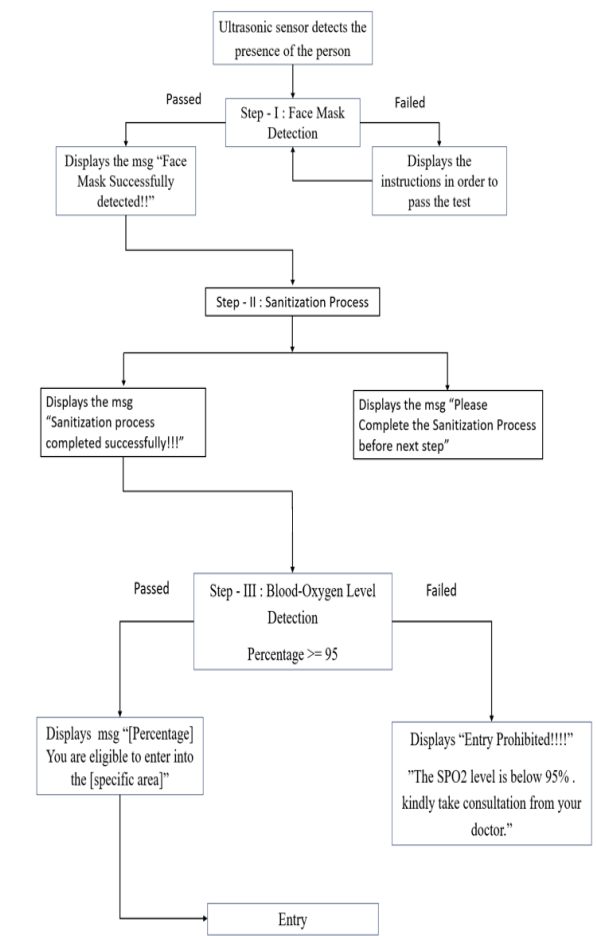 Ultrasonic sensor detects the
presence of the person
Passed
Failed
Step - I : Face Mask
Detection
Displays the msg “Face
Mask Successfully
detected!!”
Displays the
instructions in order to
pass the test
Step - II : Sanitization Process
Displays the msg
“Sanitization process
completed successfully!!!”
Displays the msg “Please
Complete the Sanitization Process
before next step”
Passed
Failed
Step - III : Blood-Oxygen Level
Detection
Percentage >= 95
Displays msg “[Percentage]
You are eligible to enter into
the [specific area]”
Displays “Entry Prohibited!!!!”
”The SPO2 level is below 95% .
kindly take consultation from your
doctor.”
Entry